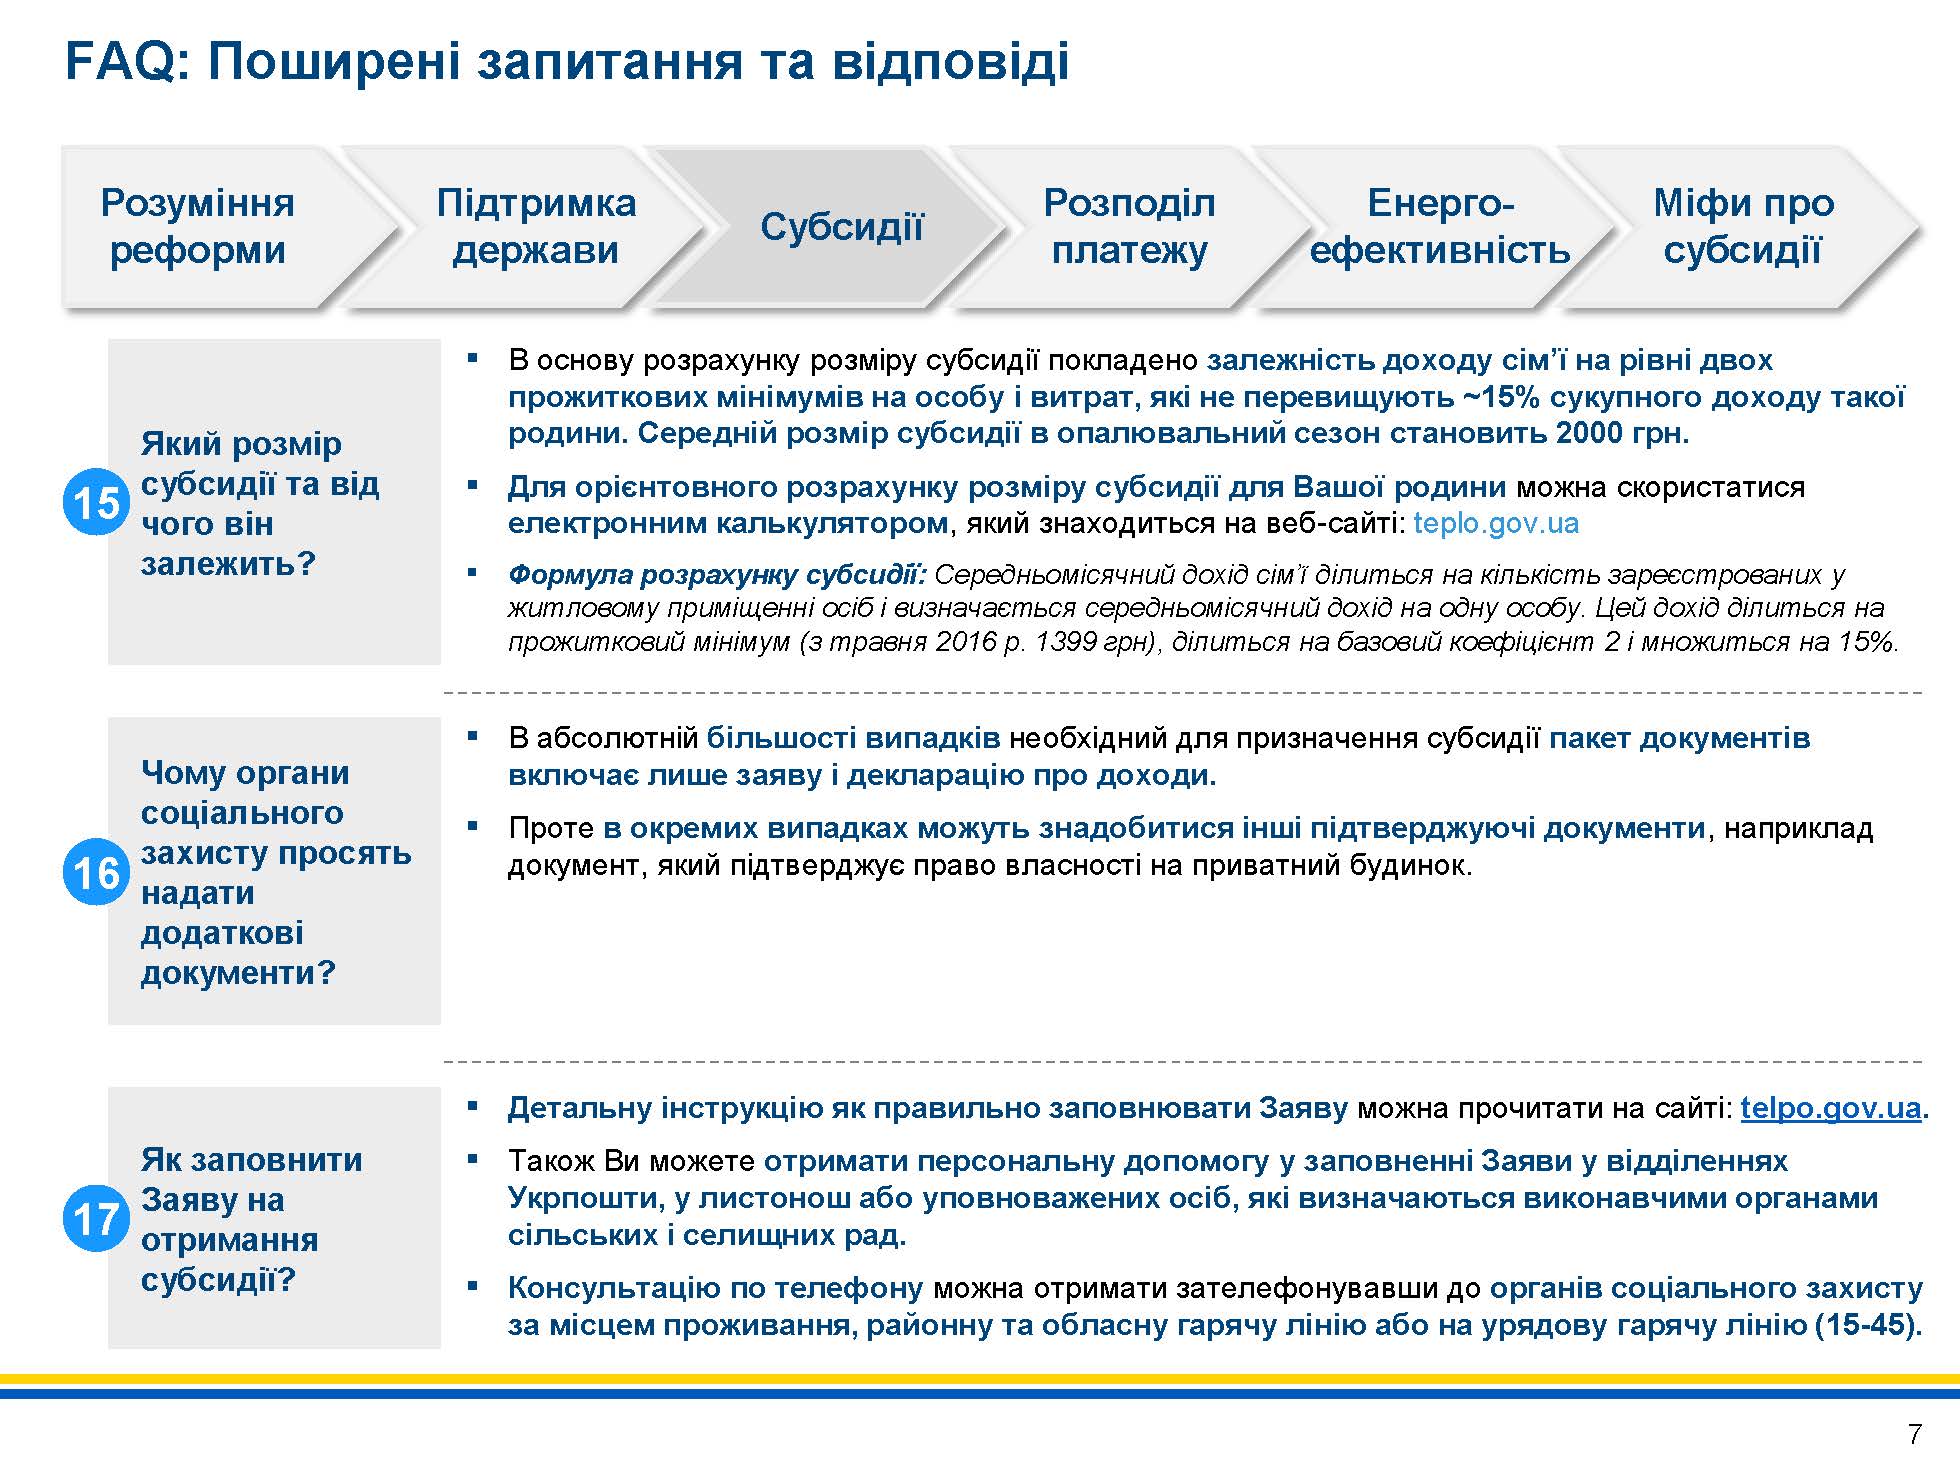 FAQ: Поширені запитання та відповіді
Розуміння
реформи
Підтримка
держави
Субсидії
Розподіл
платежу
Енерго-
ефективність
Міфи про
субсидії
15
Який розмір
субсидії та від
чого він
залежить?
▪ В основу розрахунку розміру субсидії покладено залежність доходу сім’ї на рівні двох
прожиткових мінімумів на особу і витрат, які не перевищують ~15% сукупного доходу такої
родини. Середній розмір субсидії в опалювальний сезон становить 2000 грн.
▪ Для орієнтовного розрахунку розміру субсидії для Вашої родини можна скористатися
електронним калькулятором, який знаходиться на веб-сайті: teplo.gov.ua
▪ Формула розрахунку субсидії: Середньомісячний дохід сім’ї ділиться на кількість зареєстрованих у
житловому приміщенні осіб і визначається середньомісячний дохід на одну особу. Цей дохід ділиться на
прожитковий мінімум (з травня 2016 р. 1399 грн), ділиться на базовий коефіцієнт 2 і множиться на 15%.
16
Чому органи
соціального
захисту просять
надати
додаткові
документи?
▪ В абсолютній більшості випадків необхідний для призначення субсидії пакет документів
включає лише заяву і декларацію про доходи.
▪ Проте в окремих випадках можуть знадобитися інші підтверджуючі документи, наприклад
документ, який підтверджує право власності на приватний будинок.
17
Як заповнити
Заяву на
отримання
субсидії?
▪ Детальну інструкцію як правильно заповнювати Заяву можна прочитати на сайті: telpo.gov.ua.
▪ Також Ви можете отримати персональну допомогу у заповненні Заяви у відділеннях
Укрпошти, у листонош або уповноважених осіб, які визначаються виконавчими органами
сільських і селищних рад.
▪ Консультацію по телефону можна отримати зателефонувавши до органів соціального захисту
за місцем проживання, районну та обласну гарячу лінію або на урядову гарячу лінію (15-45).
7